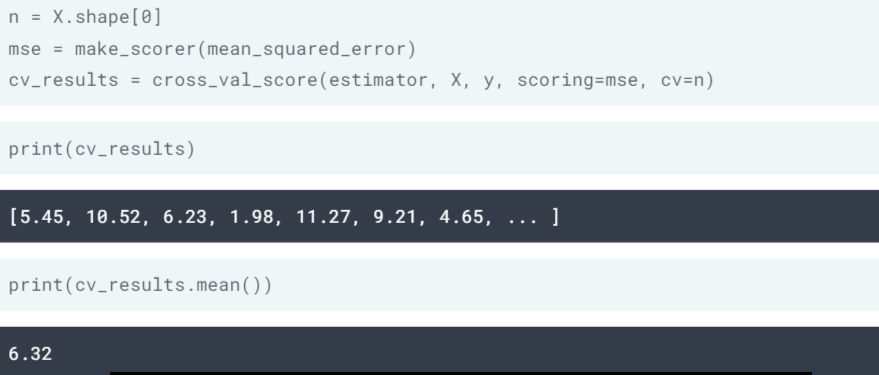 n = X.shape[0]
mse = make_scorer(mean_squared_error)
cv_results = cross_val_score(estimator, X, y, scoring=mse, cv=n)
print(cv_results)
[5.45, 10.52, 6.23, 1.98, 11.27, 9.21, 4.65, ... ]
print(cv_results.mean())
6.32